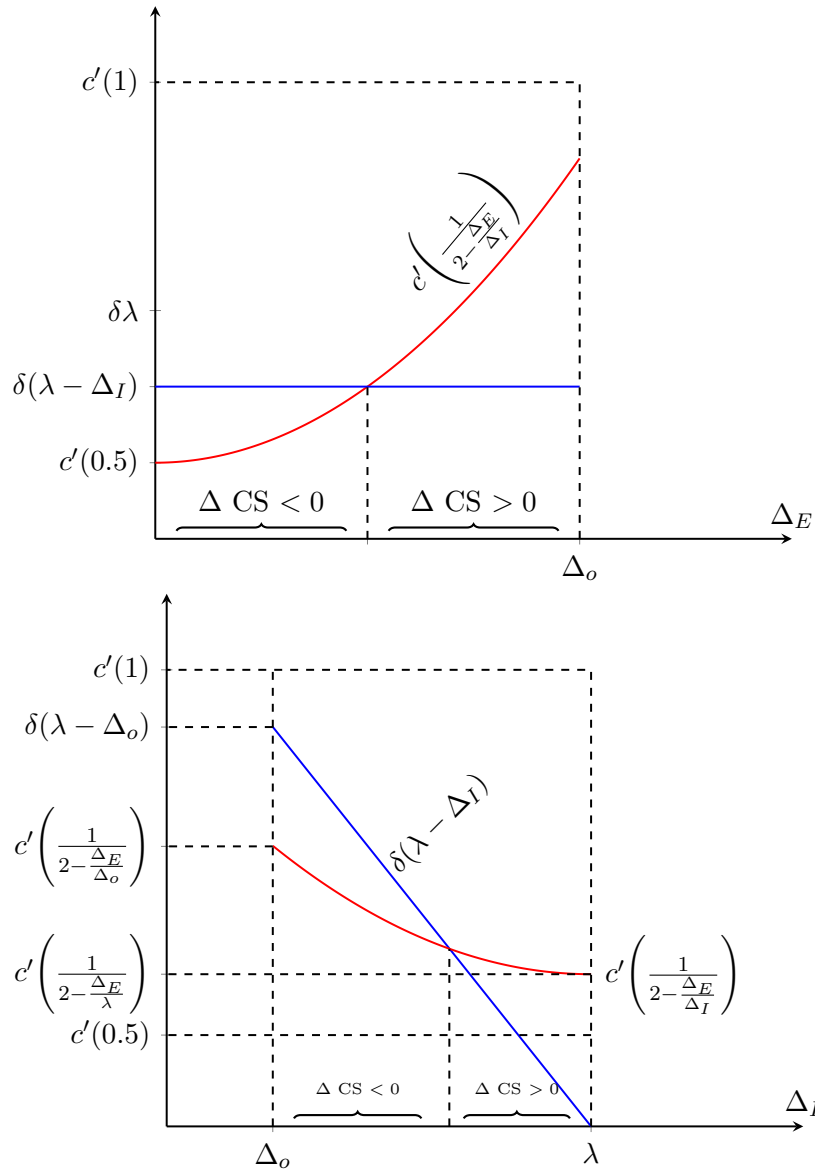 c′(1)
c′(1/(2−Δ_E/Δ_I))
δλ
δ(λ − Δ_I)
c′(0.5)
Δ CS < 0
Δ CS > 0
Δ_E
Δ_o
c′(1)
δ(λ − Δ_o)
δ(λ − Δ_I)
c′(1/(2−Δ_E/Δ_o))
c′(1/(2−Δ_E/λ))
c′(1/(2−Δ_E/Δ_I))
c′(0.5)
Δ CS < 0
Δ CS > 0
Δ_I
Δ_o
λ